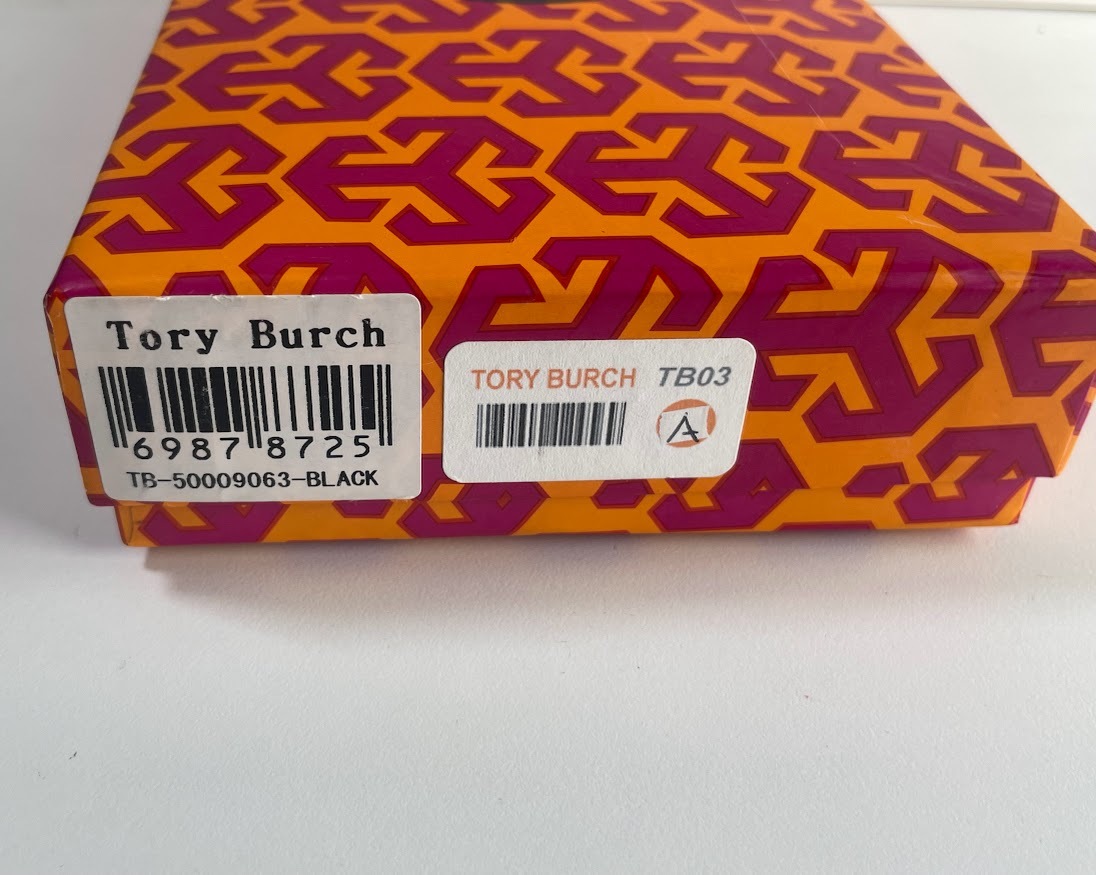 Tory Burch
6987 8725
TB-50009063-BLACK
TORY BURCH TB03
A